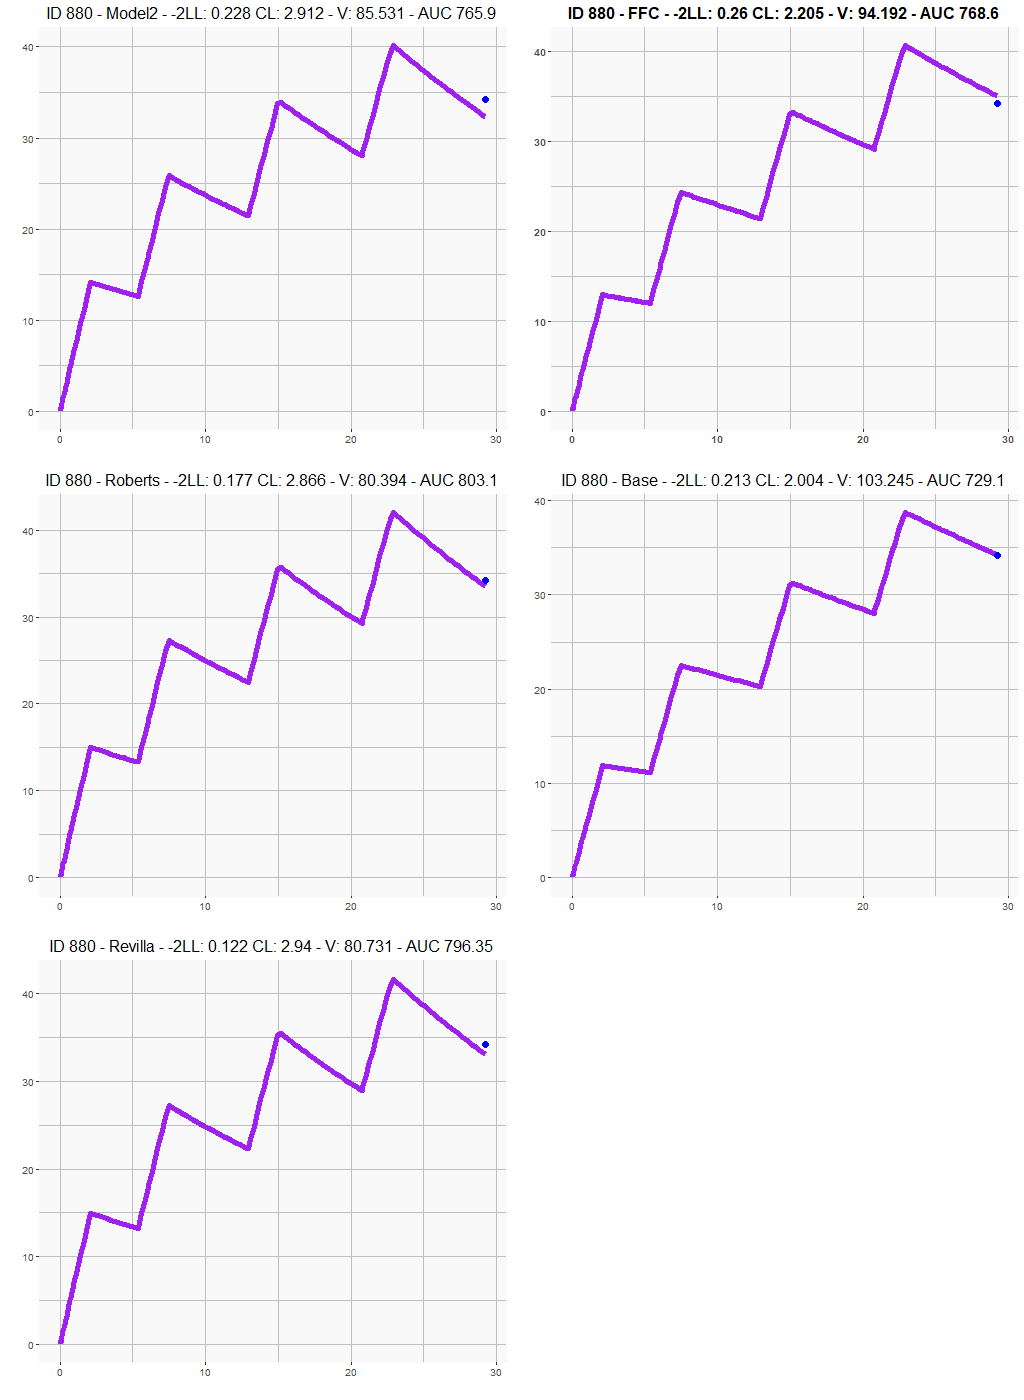 ID 880 - Model2 - -2LL: 0.228 CL: 2.912 - V: 85.531 - AUC 765.9
40
30
20
10
0
0 10 20 30
ID 880 - FFC - -2LL: 0.26 CL: 2.205 - V: 94.192 - AUC 768.6
40
30
20
10
0
0 10 20 30
ID 880 - Roberts - -2LL: 0.177 CL: 2.866 - V: 80.394 - AUC 803.1
40
30
20
10
0
0 10 20 30
ID 880 - Base - -2LL: 0.213 CL: 2.004 - V: 103.245 - AUC 729.1
40
30
20
10
0
0 10 20 30
ID 880 - Revilla - -2LL: 0.122 CL: 2.94 - V: 80.731 - AUC 796.35
40
30
20
10
0
0 10 20 30